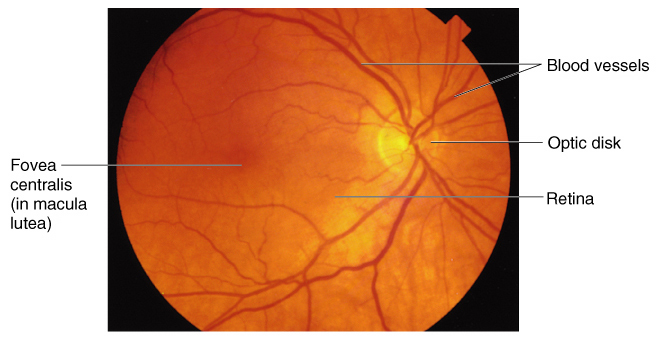 Blood vessels
Optic disk
Fovea
centralis
(in macula
lutea)
Retina